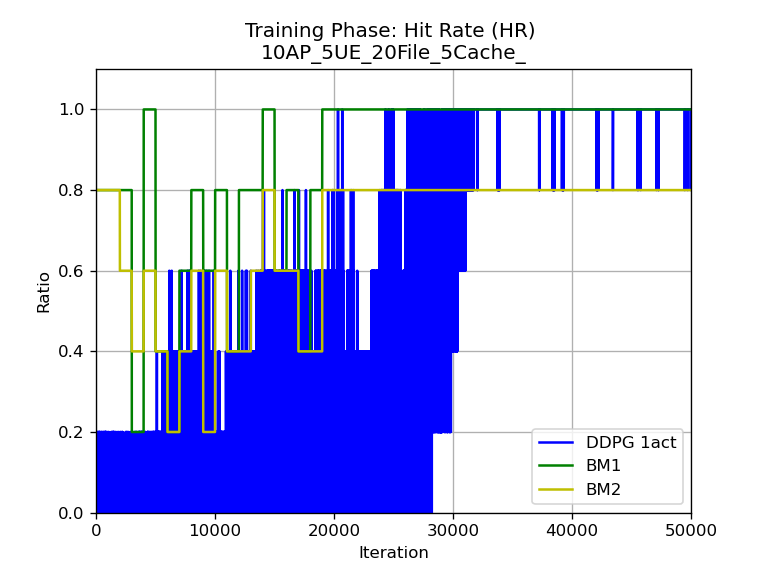 Training Phase: Hit Rate (HR)
10AP_5UE_20File_5Cache_
1.0
0.8
0.6
0.4
0.2
0.0
Ratio
0 10000 20000 30000 40000 50000
Iteration
DDPG 1act
BM1
BM2